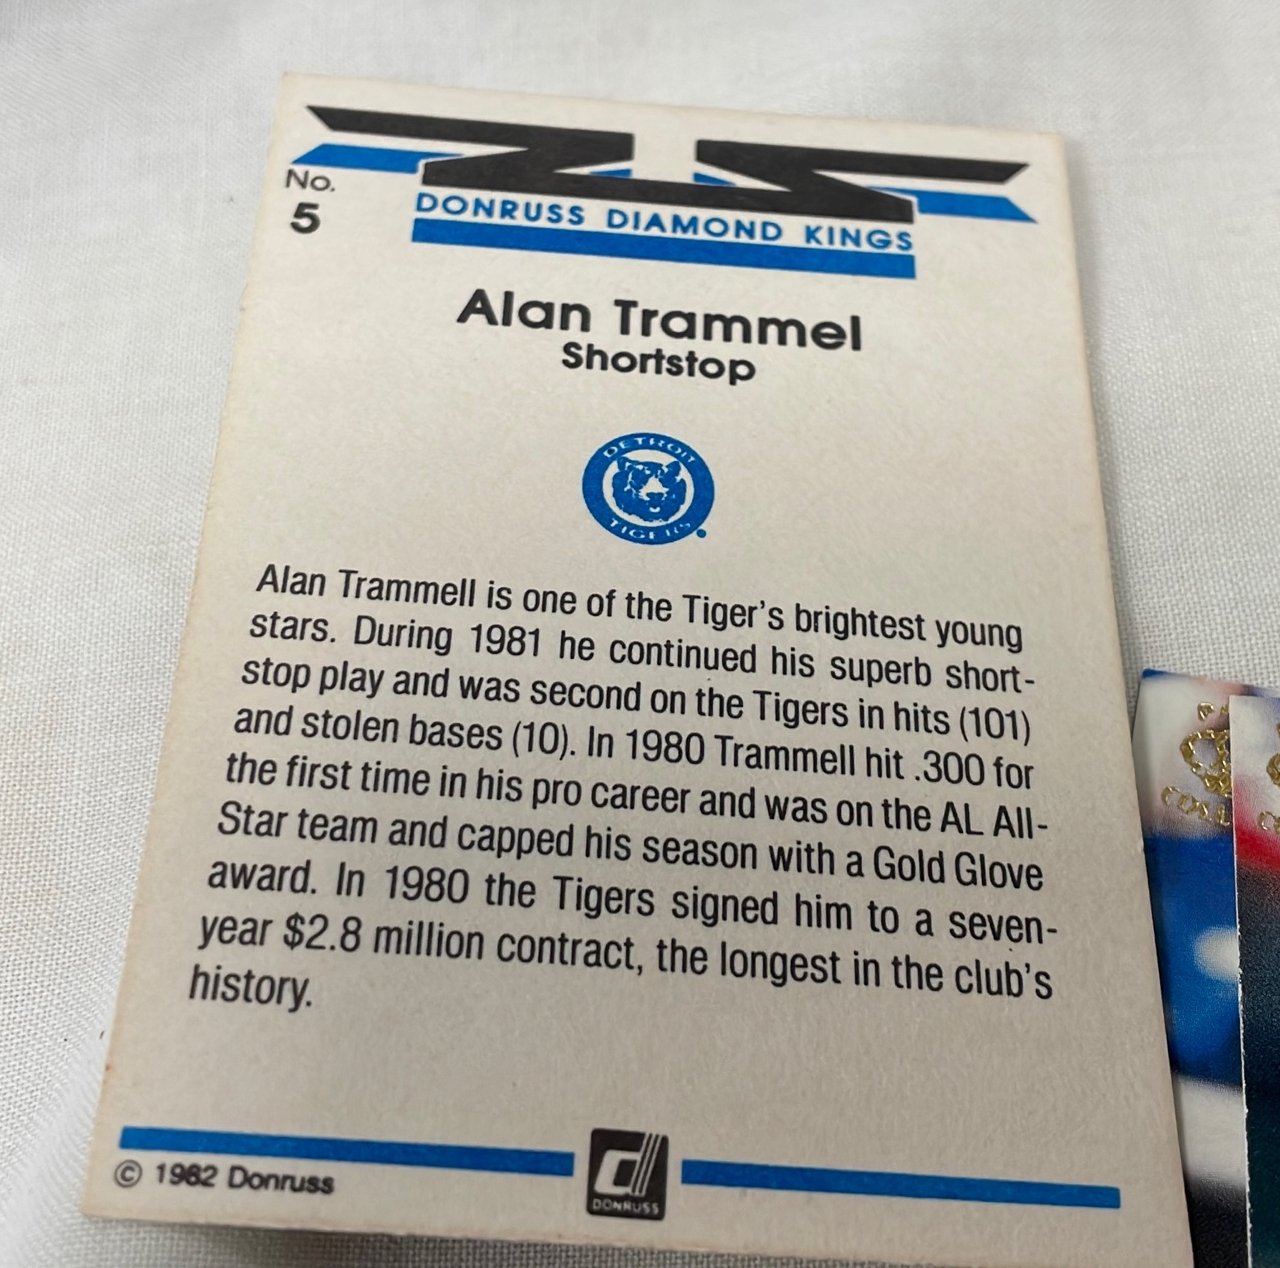 No.
5
DONRUSS DIAMOND KINGS
Alan Trammel
Shortstop
DETROIT
TIGERS
Alan Trammell is one of the Tiger's brightest young
stars. During 1981 he continued his superb short-
stop play and was second on the Tigers in hits (101)
and stolen bases (10). In 1980 Trammell hit .300 for
the first time in his pro career and was on the AL All-
Star team and capped his season with a Gold Glove
award. In 1980 the Tigers signed him to a seven-
year $2.8 million contract, the longest in the club's
history.
© 1982 Donruss
DONRUSS